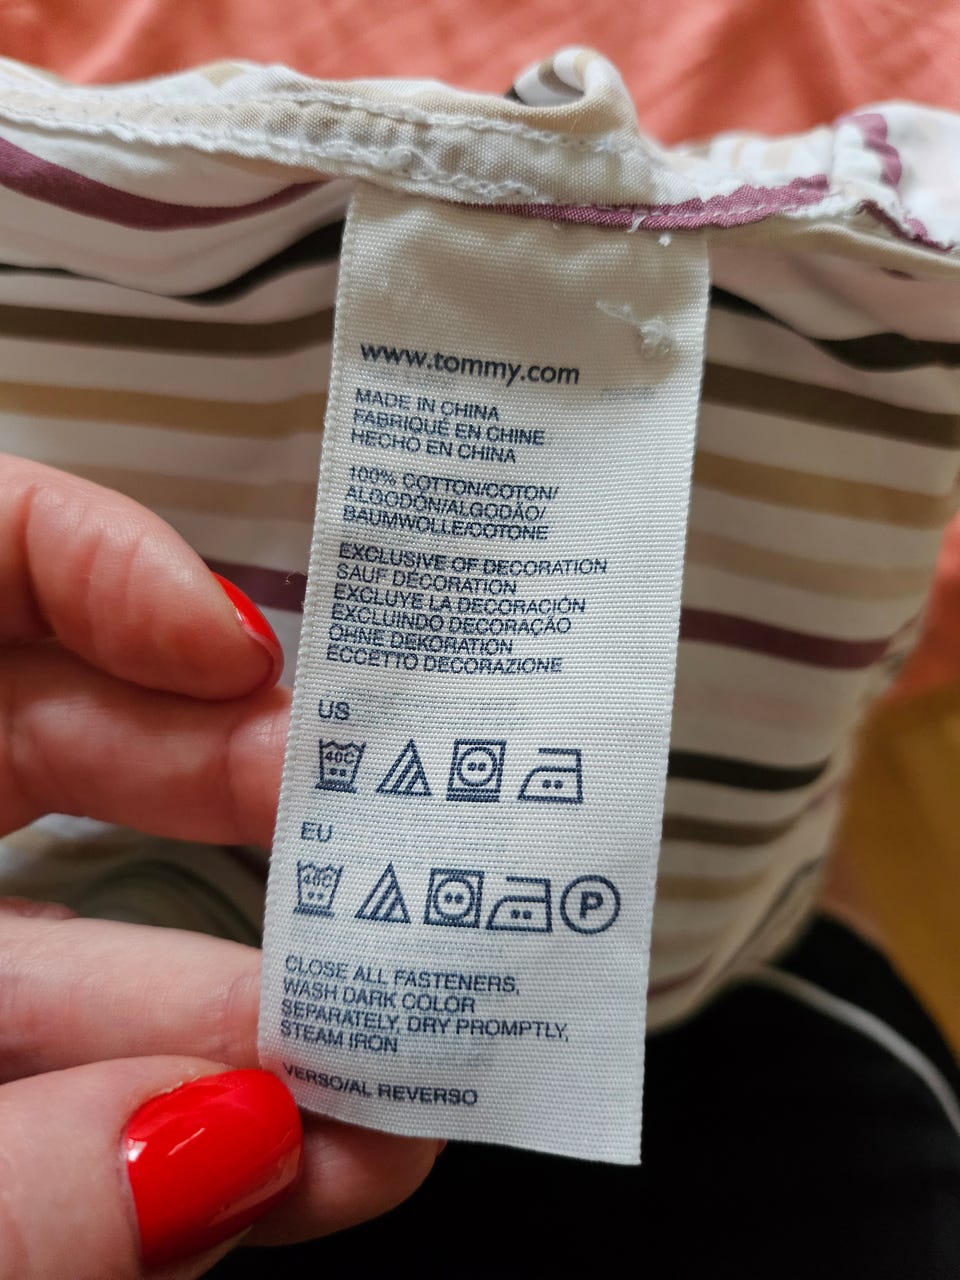 www.tommy.com
MADE IN CHINA
FABRIQUÉ EN CHINE
HECHO EN CHINA
100% COTTON/COTON/
ALGODÓN/ALGODÃO/
BAUMWOLLE/COTONE
EXCLUSIVE OF DECORATION
SAUF DÉCORATION
EXCLUYE LA DECORACIÓN
EXCLUINDO DECORAÇÃO
OHNE DEKORATION
ECCETTO DECORAZIONE
US
40C
EU
40C P
CLOSE ALL FASTENERS,
WASH DARK COLOR
SEPARATELY, DRY PROMPTLY,
STEAM IRON
VERSO/AL REVERSO